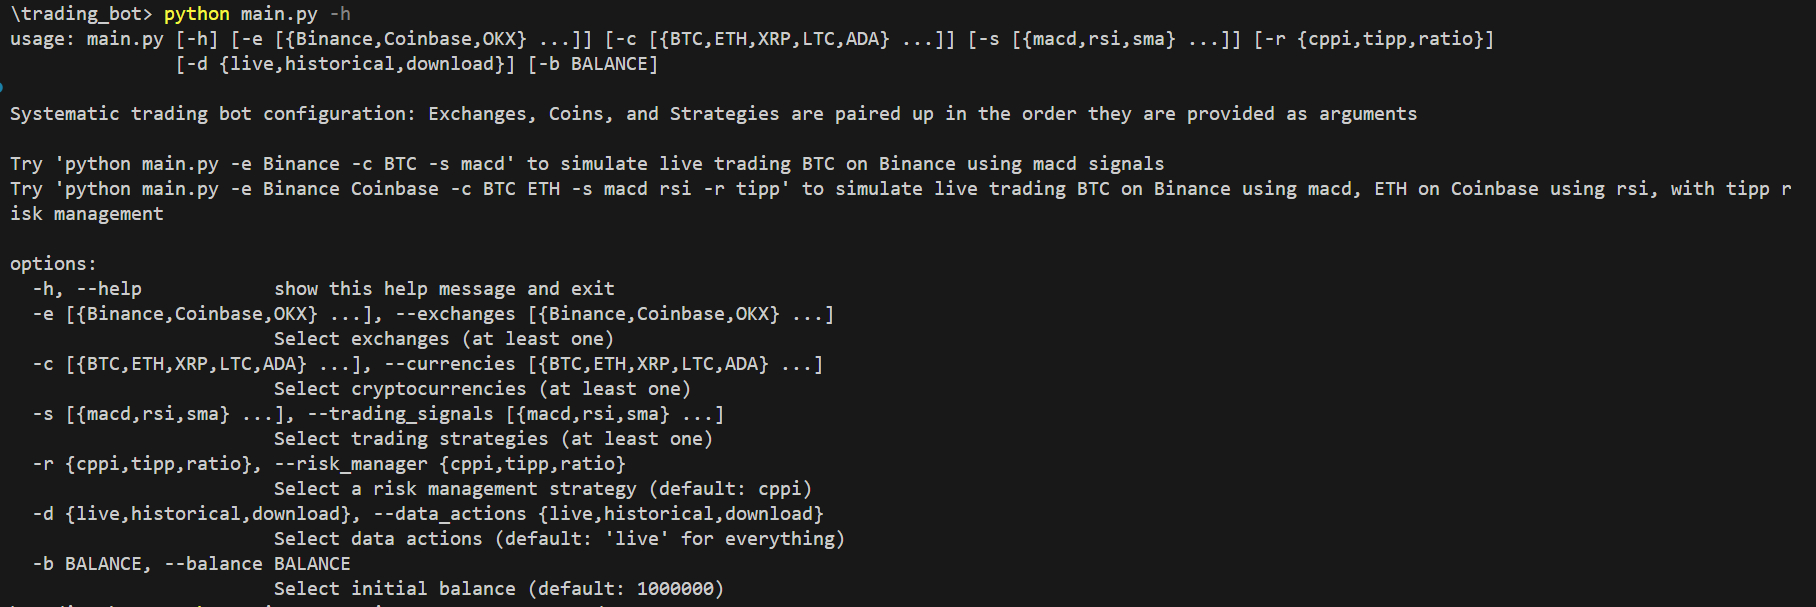 \trading_bot> python main.py -h
usage: main.py [-h] [-e [{Binance,Coinbase,OKX} ...]] [-c [{BTC,ETH,XRP,LTC,ADA} ...]] [-s [{macd,rsi,sma} ...]] [-r {cppi,tipp,ratio}]
               [-d {live,historical,download}] [-b BALANCE]

Systematic trading bot configuration: Exchanges, Coins, and Strategies are paired up in the order they are provided as arguments

Try 'python main.py -e Binance -c BTC -s macd' to simulate live trading BTC on Binance using macd signals
Try 'python main.py -e Binance Coinbase -c BTC ETH -s macd rsi -r tipp' to simulate live trading BTC on Binance using macd, ETH on Coinbase using rsi, with tipp r
isk management

options:
  -h, --help            show this help message and exit
  -e [{Binance,Coinbase,OKX} ...], --exchanges [{Binance,Coinbase,OKX} ...]
                        Select exchanges (at least one)
  -c [{BTC,ETH,XRP,LTC,ADA} ...], --currencies [{BTC,ETH,XRP,LTC,ADA} ...]
                        Select cryptocurrencies (at least one)
  -s [{macd,rsi,sma} ...], --trading_signals [{macd,rsi,sma} ...]
                        Select trading strategies (at least one)
  -r {cppi,tipp,ratio}, --risk_manager {cppi,tipp,ratio}
                        Select a risk management strategy (default: cppi)
  -d {live,historical,download}, --data_actions {live,historical,download}
                        Select data actions (default: 'live' for everything)
  -b BALANCE, --balance BALANCE
                        Select initial balance (default: 1000000)